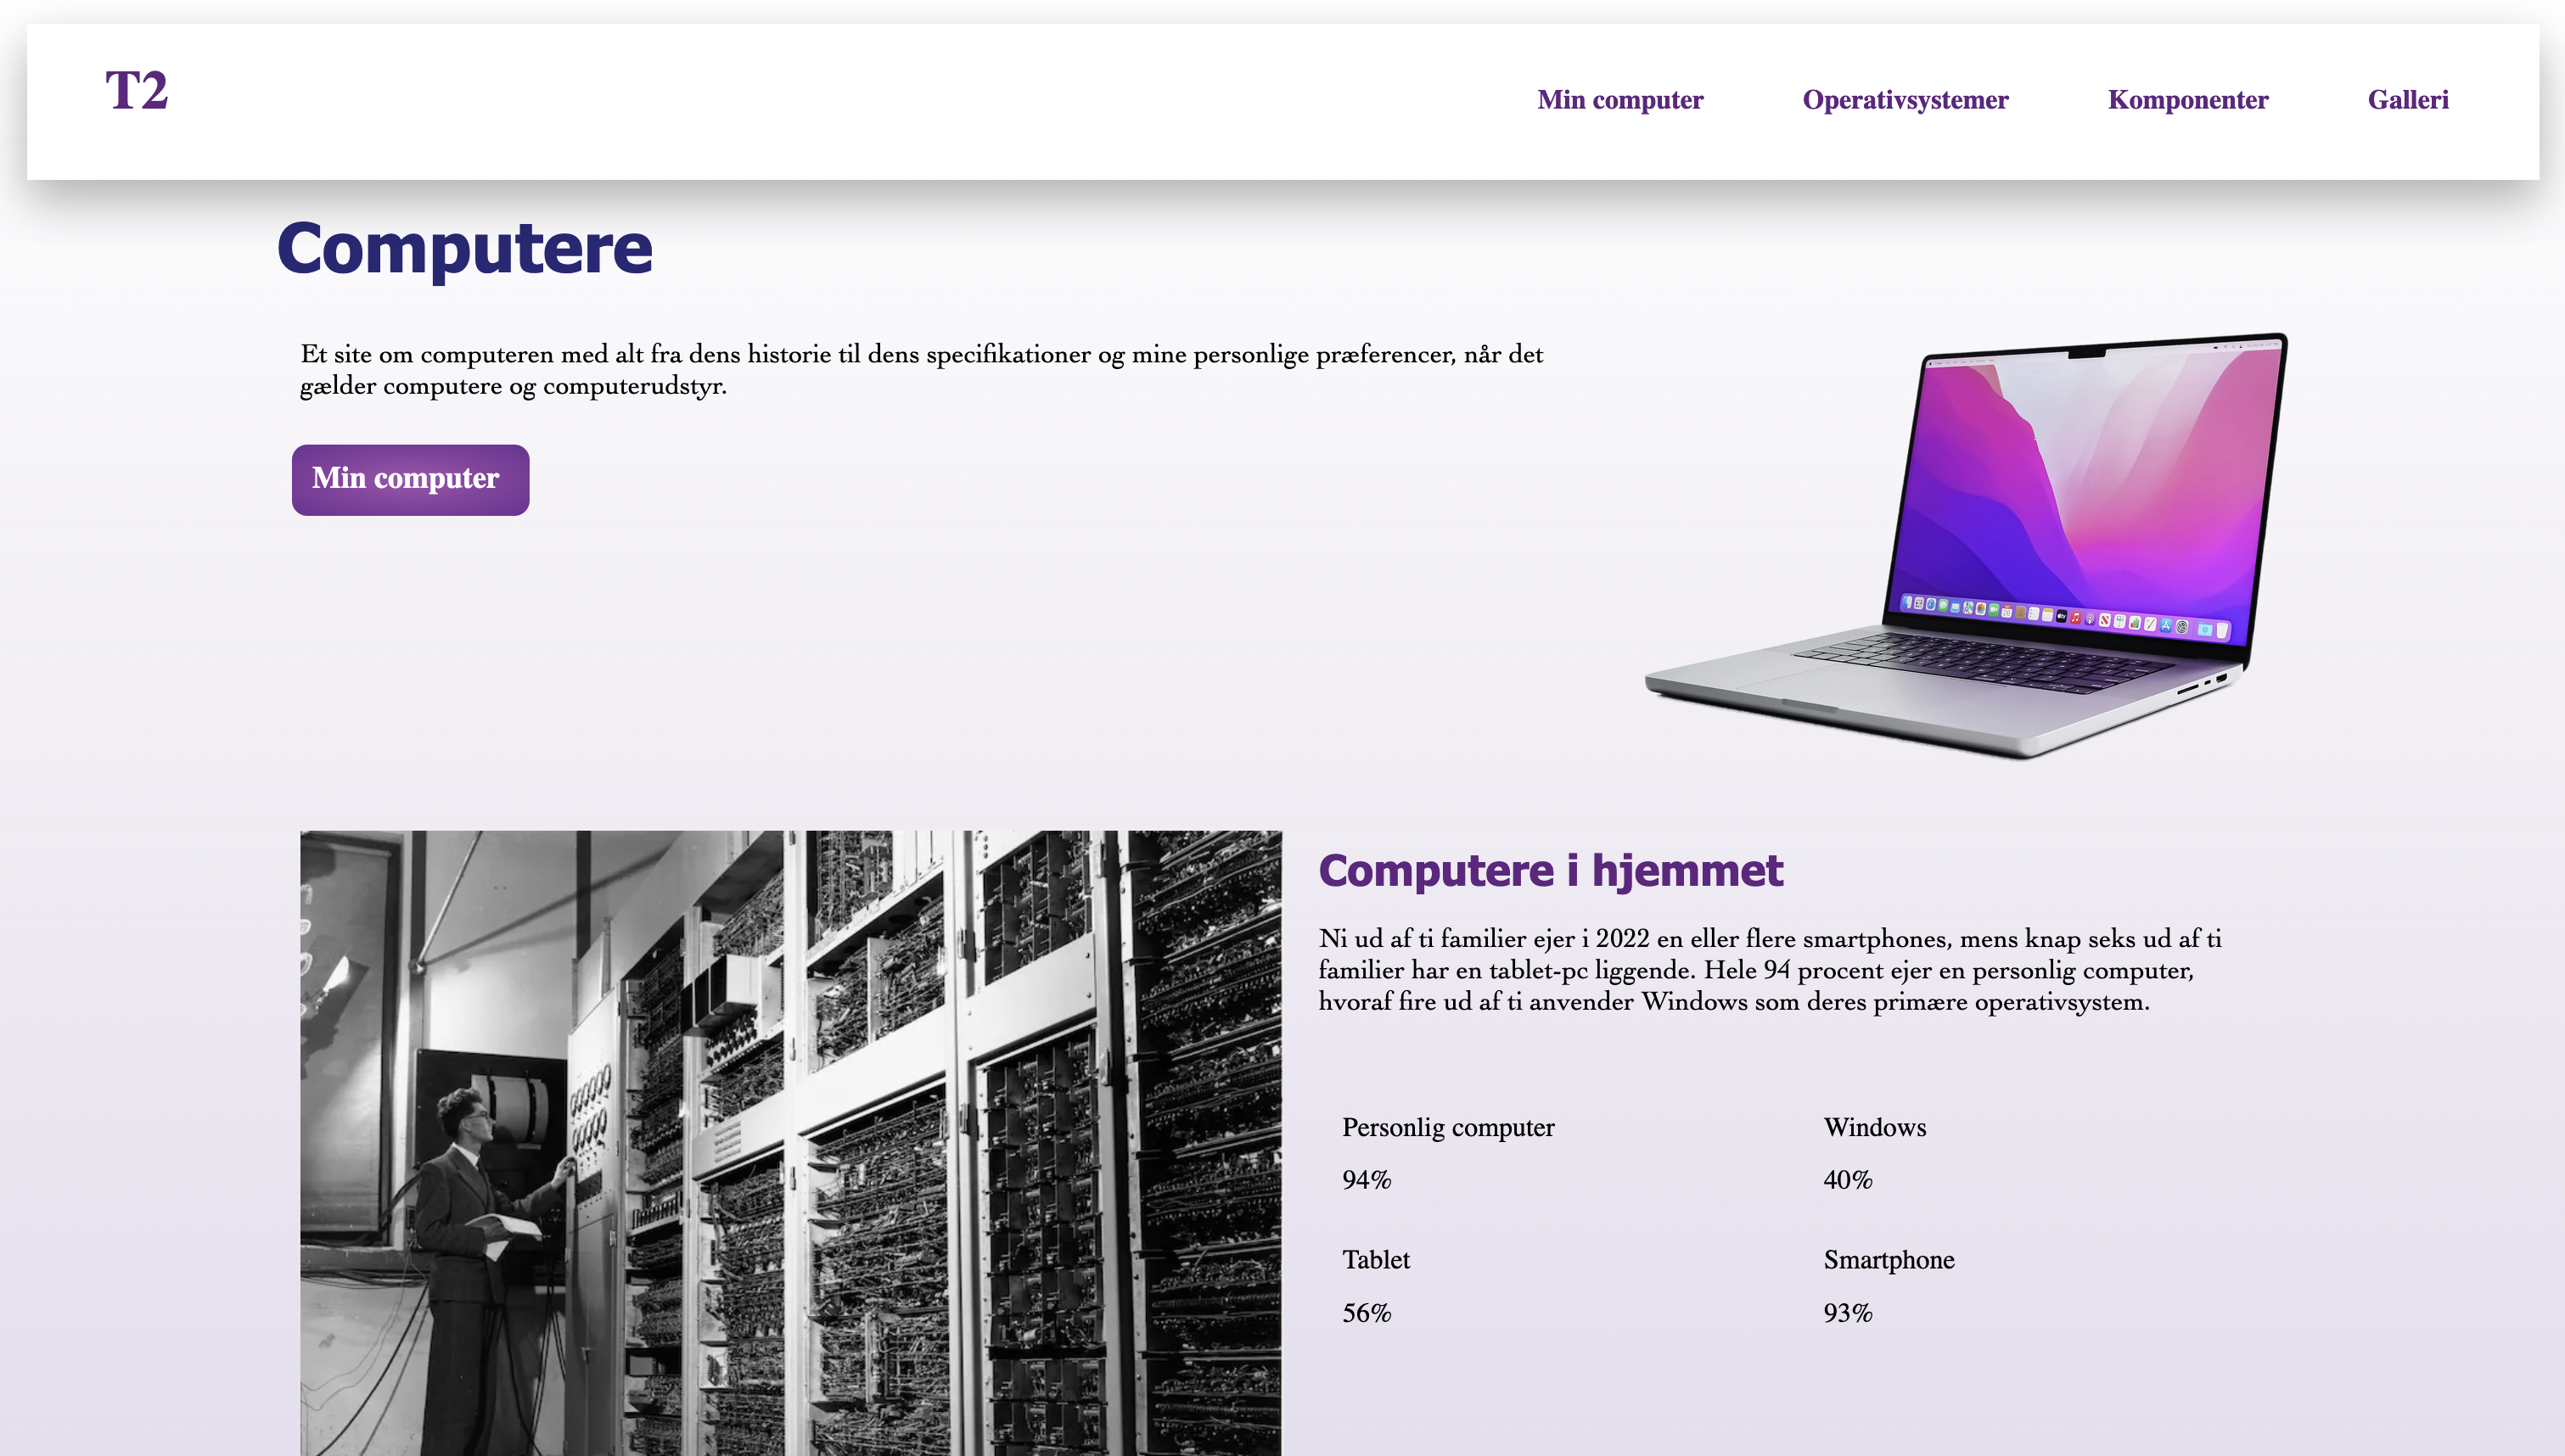 T2
Min computer
Operativsystemer
Komponenter
Galleri
Computere
Et site om computeren med alt fra dens historie til dens specifikationer og mine personlige præferencer, når det
gælder computere og computerudstyr.
Min computer
Computere i hjemmet
Ni ud af ti familier ejer i 2022 en eller flere smartphones, mens knap seks ud af ti
familier har en tablet-pc liggende. Hele 94 procent ejer en personlig computer,
hvoraf fire ud af ti anvender Windows som deres primære operativsystem.
Personlig computer
94%
Windows
40%
Tablet
56%
Smartphone
93%